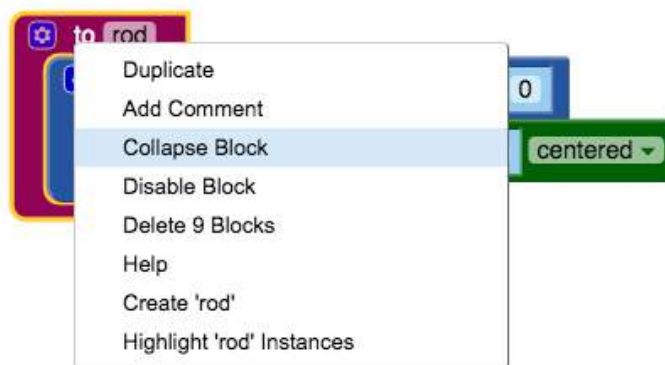 to rod
Duplicate
0
Add Comment
Collapse Block
centered
Disable Block
Delete 9 Blocks
Help
Create 'rod'
Highlight 'rod' Instances